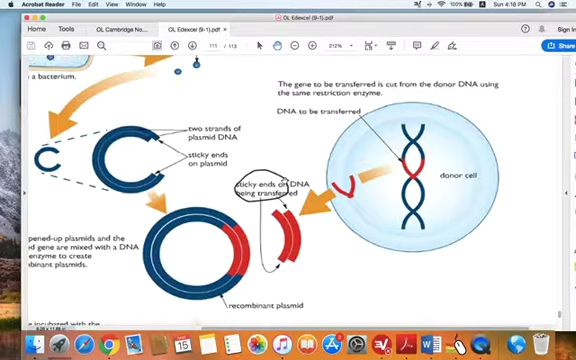 Acrobat Reader File Edit View Window Help
100%
Sun 4:16 PM
OL Edexcel (9-1).pdf
Home Tools OL Cambridge No... OL Edexcel (9-1).pdf
111 / 113 212% Share
n a bacterium.
The gene to be transferred is cut from the donor DNA using
the same restriction enzyme.
DNA to be transferred
two strands of
plasmid DNA
sticky ends
on plasmid
sticky ends on DNA
being transferred
donor cell
pened-up plasmids and the
ed gene are mixed with a DNA
enzyme to create
binant plasmids.
recombinant plasmid
e incubated with the
15